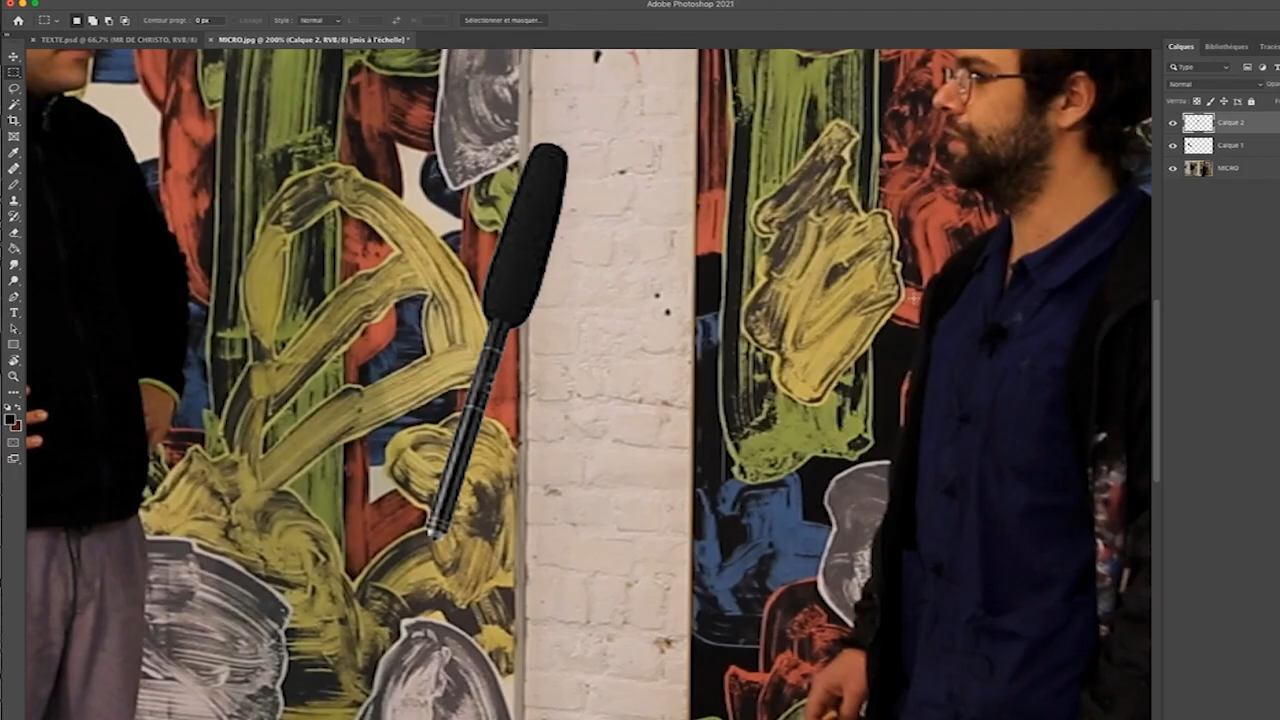 Adobe Photoshop 2021
Contour progr. : 0 px Lissage Style : Normal Sélectionner et masquer...
× TEXTE.psd @ 66,7% (MR DE CHRISTO, RVB/8) × MICRO.jpg @ 200% (Calque 2, RVB/8) [mis à l'échelle] *
Calques Bibliothèques Tracés
Type
Normal
Verrou :
Calque 2
Calque 1
MICRO